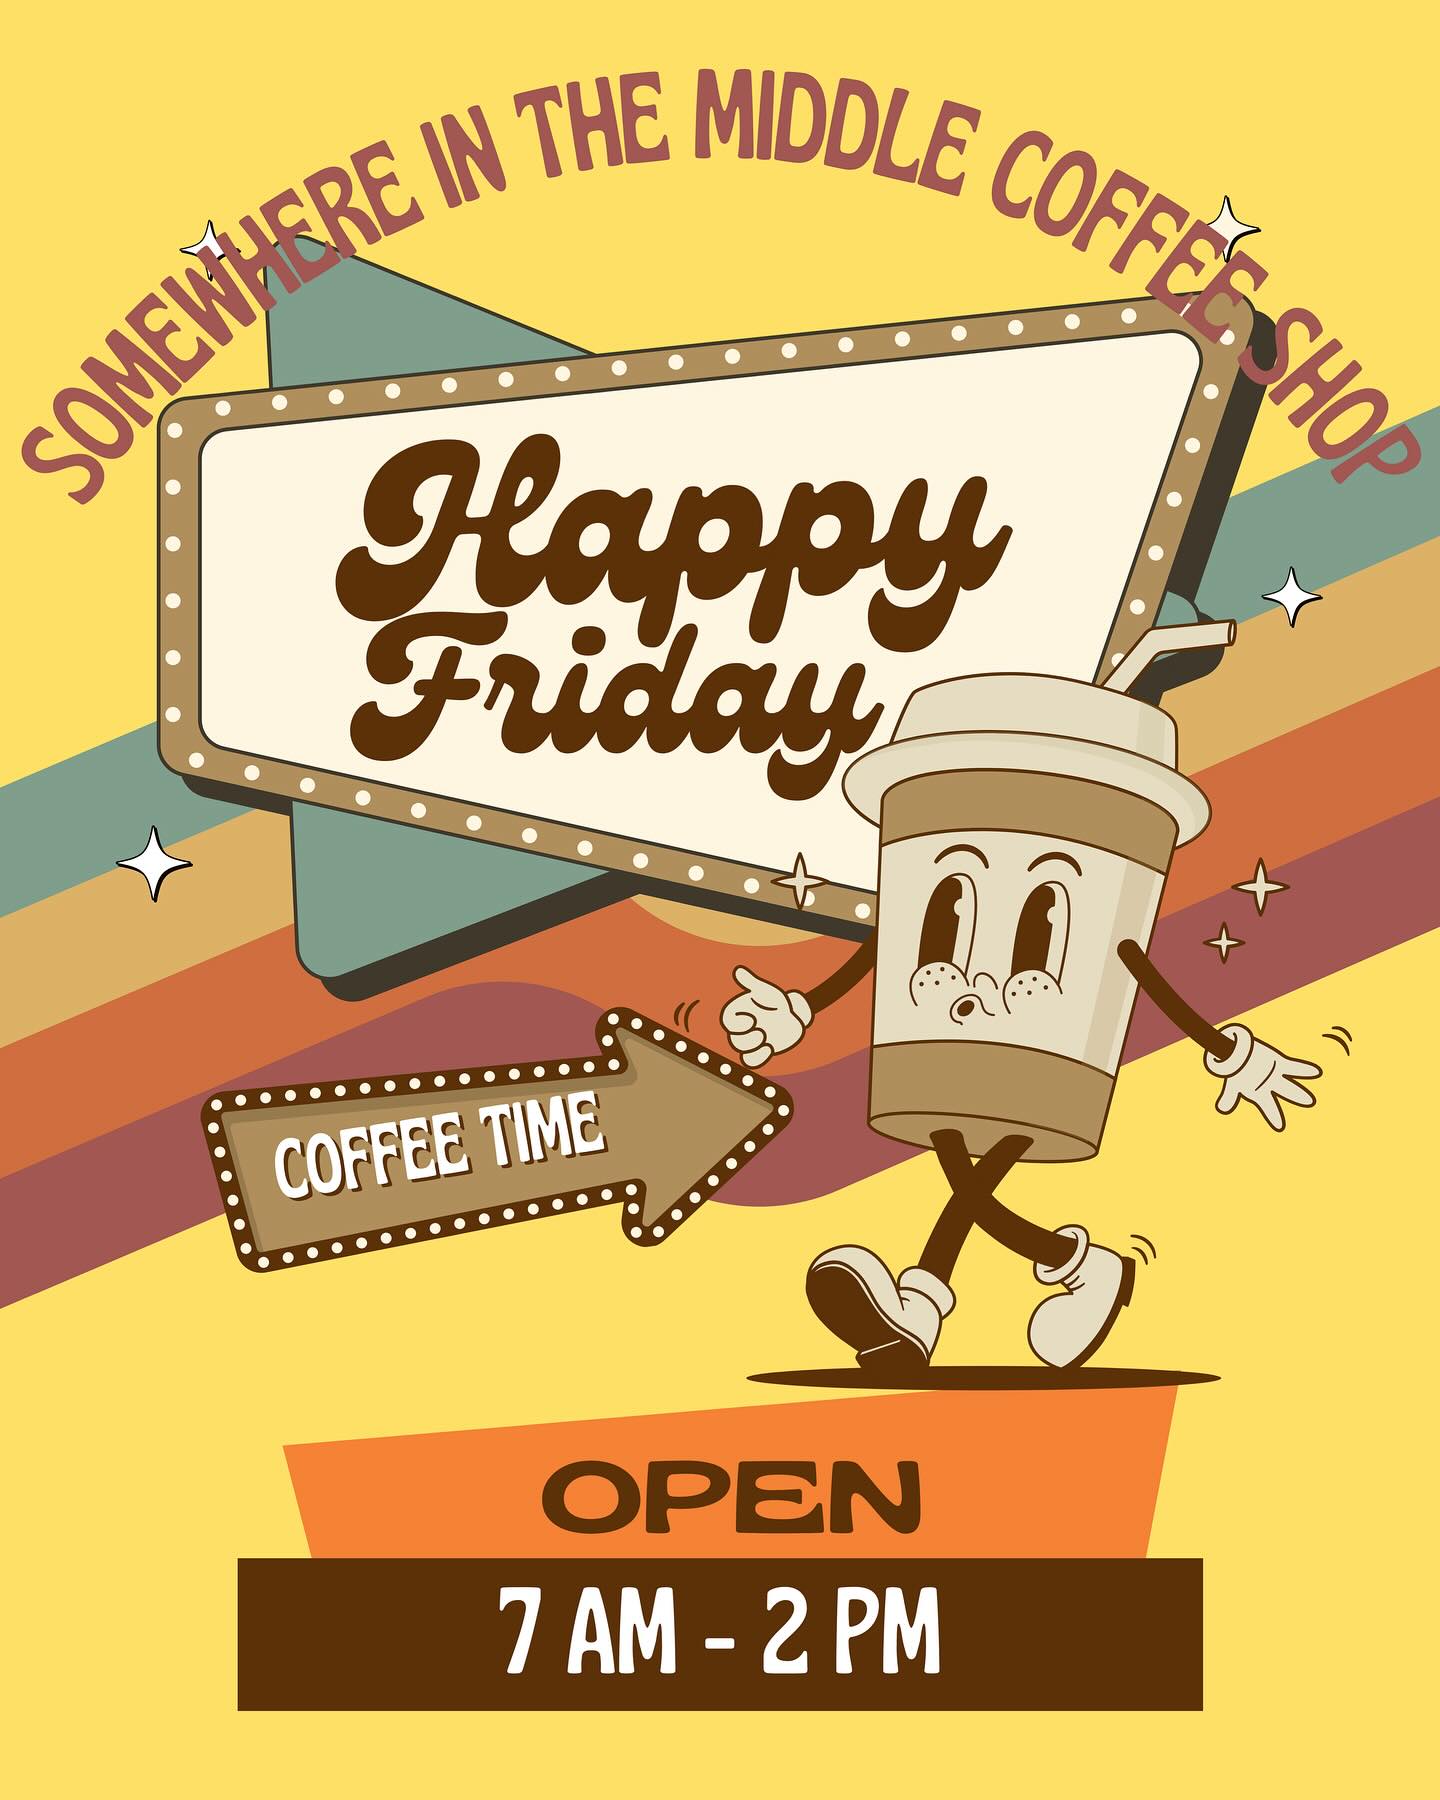 SOMEWHERE IN THE MIDDLE COFFEE SHOP
Happy
Friday
COFFEE TIME
OPEN
7 AM - 2 PM